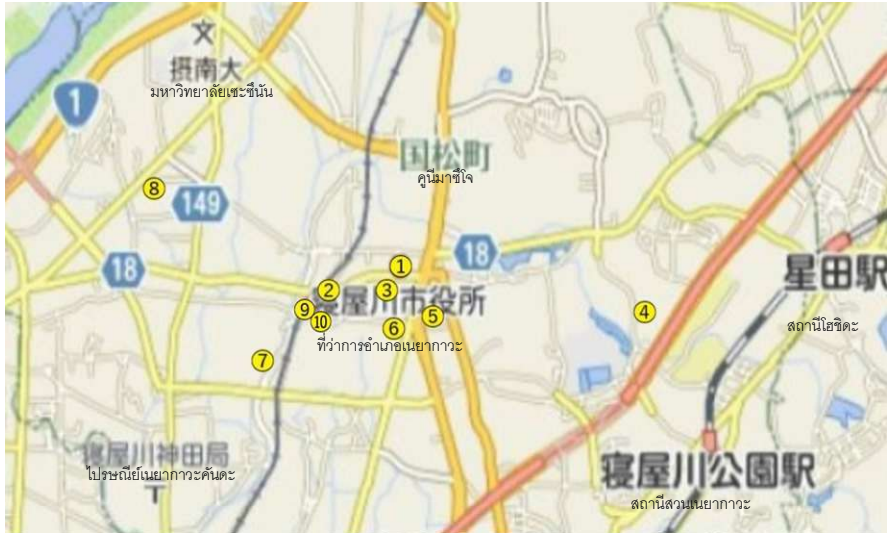 文
摂南大
มหาวิทยาลัยเซะซึนัน
1
国松町
คูนิมาซึโจ
8
149
18
18
1
2
3
寝屋川市役所
4
星田駅
สถานีโฮชิดะ
9
10
6
5
ที่ว่าการอำเภอเนยากาวะ
7
寝屋川神田局
ไปรษณีย์เนยากาวะคันดะ
〒
寝屋川公園駅
สถานีสวนเนยากาวะ